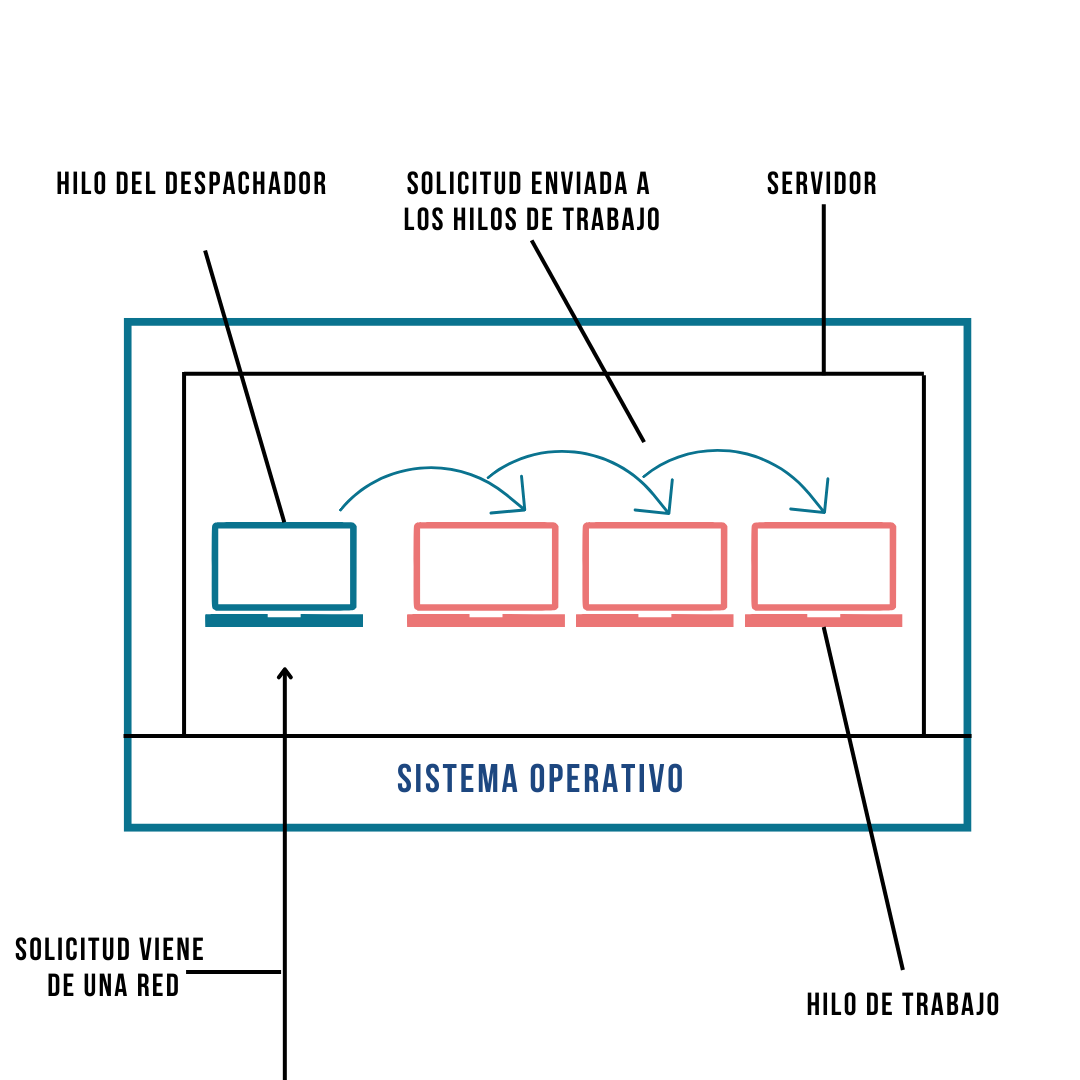 HILO DEL DESPACHADOR
SOLICITUD ENVIADA A
LOS HILOS DE TRABAJO
SERVIDOR
SISTEMA OPERATIVO
SOLICITUD VIENE
DE UNA RED
HILO DE TRABAJO